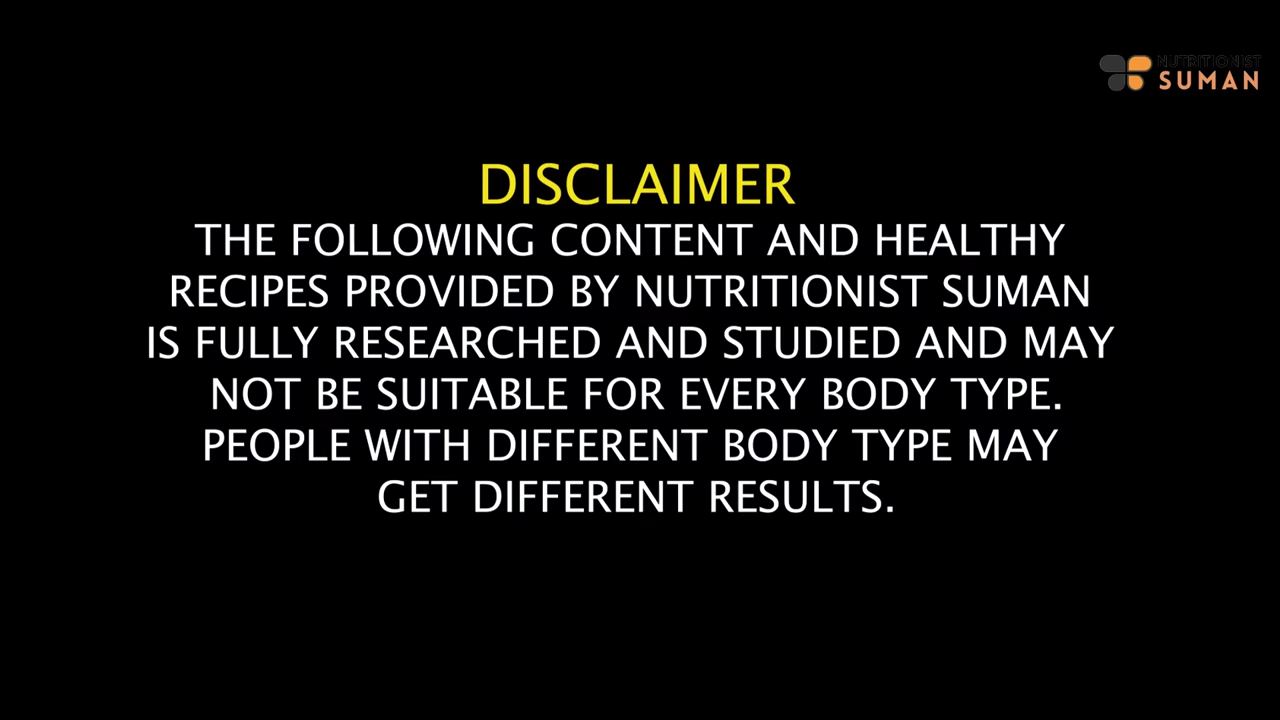 NUTRITIONIST
SUMAN
DISCLAIMER
THE FOLLOWING CONTENT AND HEALTHY
RECIPES PROVIDED BY NUTRITIONIST SUMAN
IS FULLY RESEARCHED AND STUDIED AND MAY
NOT BE SUITABLE FOR EVERY BODY TYPE.
PEOPLE WITH DIFFERENT BODY TYPE MAY
GET DIFFERENT RESULTS.